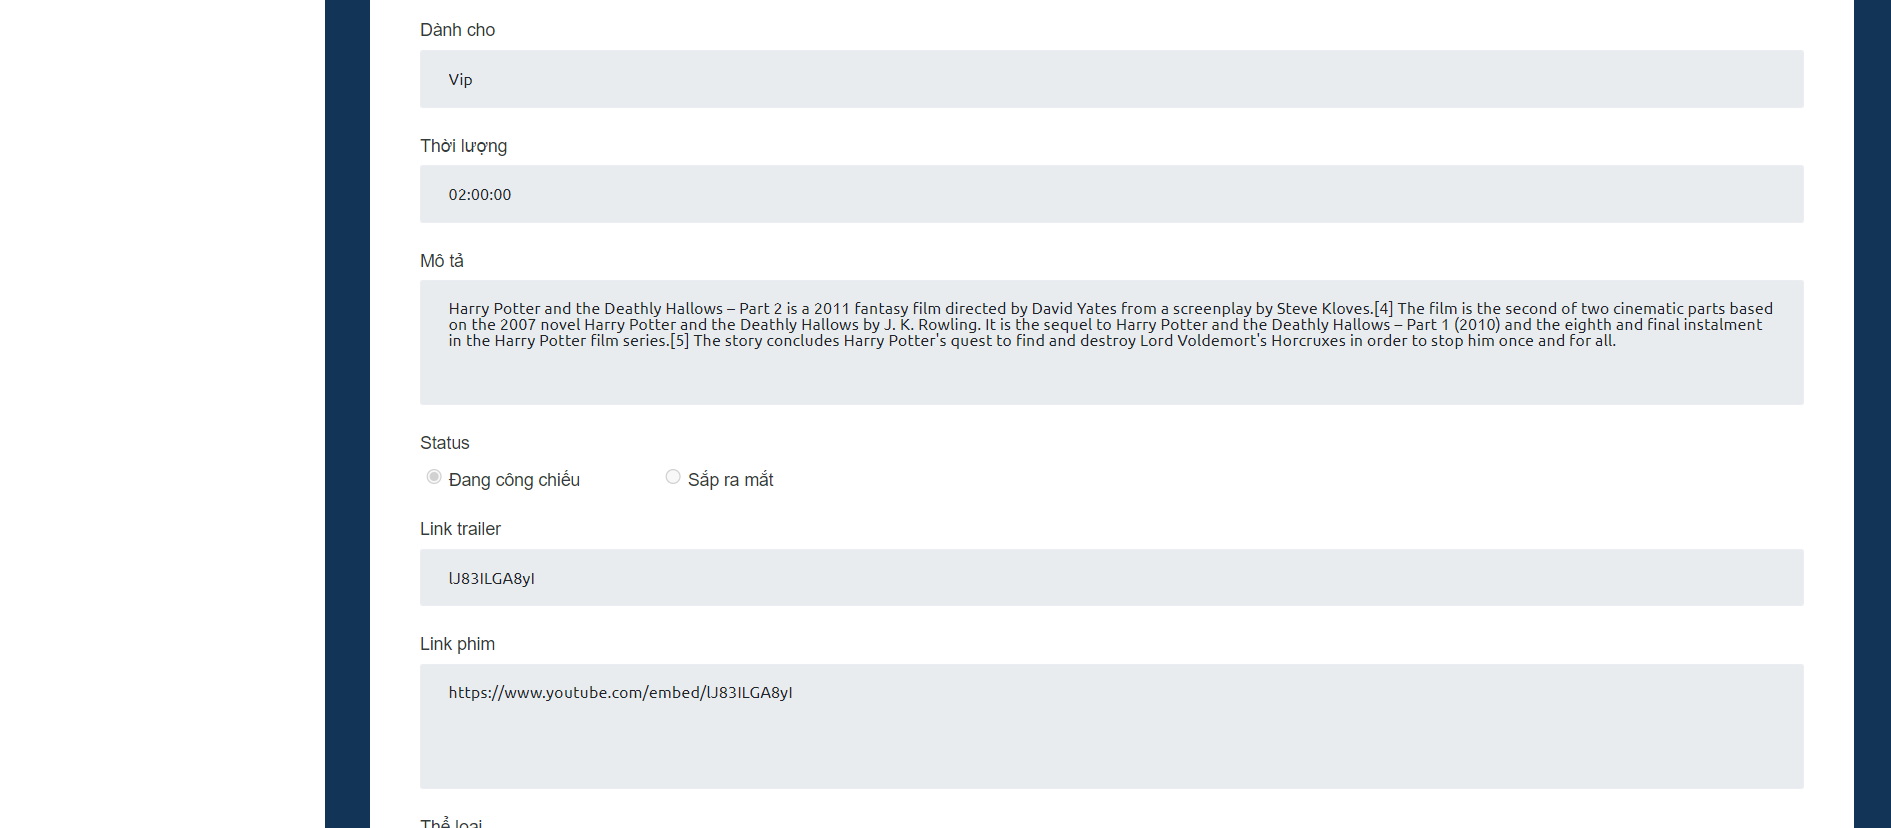 Dành cho
Vip
Thời lượng
02:00:00
Mô tả
Harry Potter and the Deathly Hallows – Part 2 is a 2011 fantasy film directed by David Yates from a screenplay by Steve Kloves.[4] The film is the second of two cinematic parts based
on the 2007 novel Harry Potter and the Deathly Hallows by J. K. Rowling. It is the sequel to Harry Potter and the Deathly Hallows – Part 1 (2010) and the eighth and final instalment
in the Harry Potter film series.[5] The story concludes Harry Potter's quest to find and destroy Lord Voldemort's Horcruxes in order to stop him once and for all.
Status
Đang công chiếu
Sắp ra mắt
Link trailer
lJ83ILGA8yI
Link phim
https://www.youtube.com/embed/lJ83ILGA8yI
Thể loại